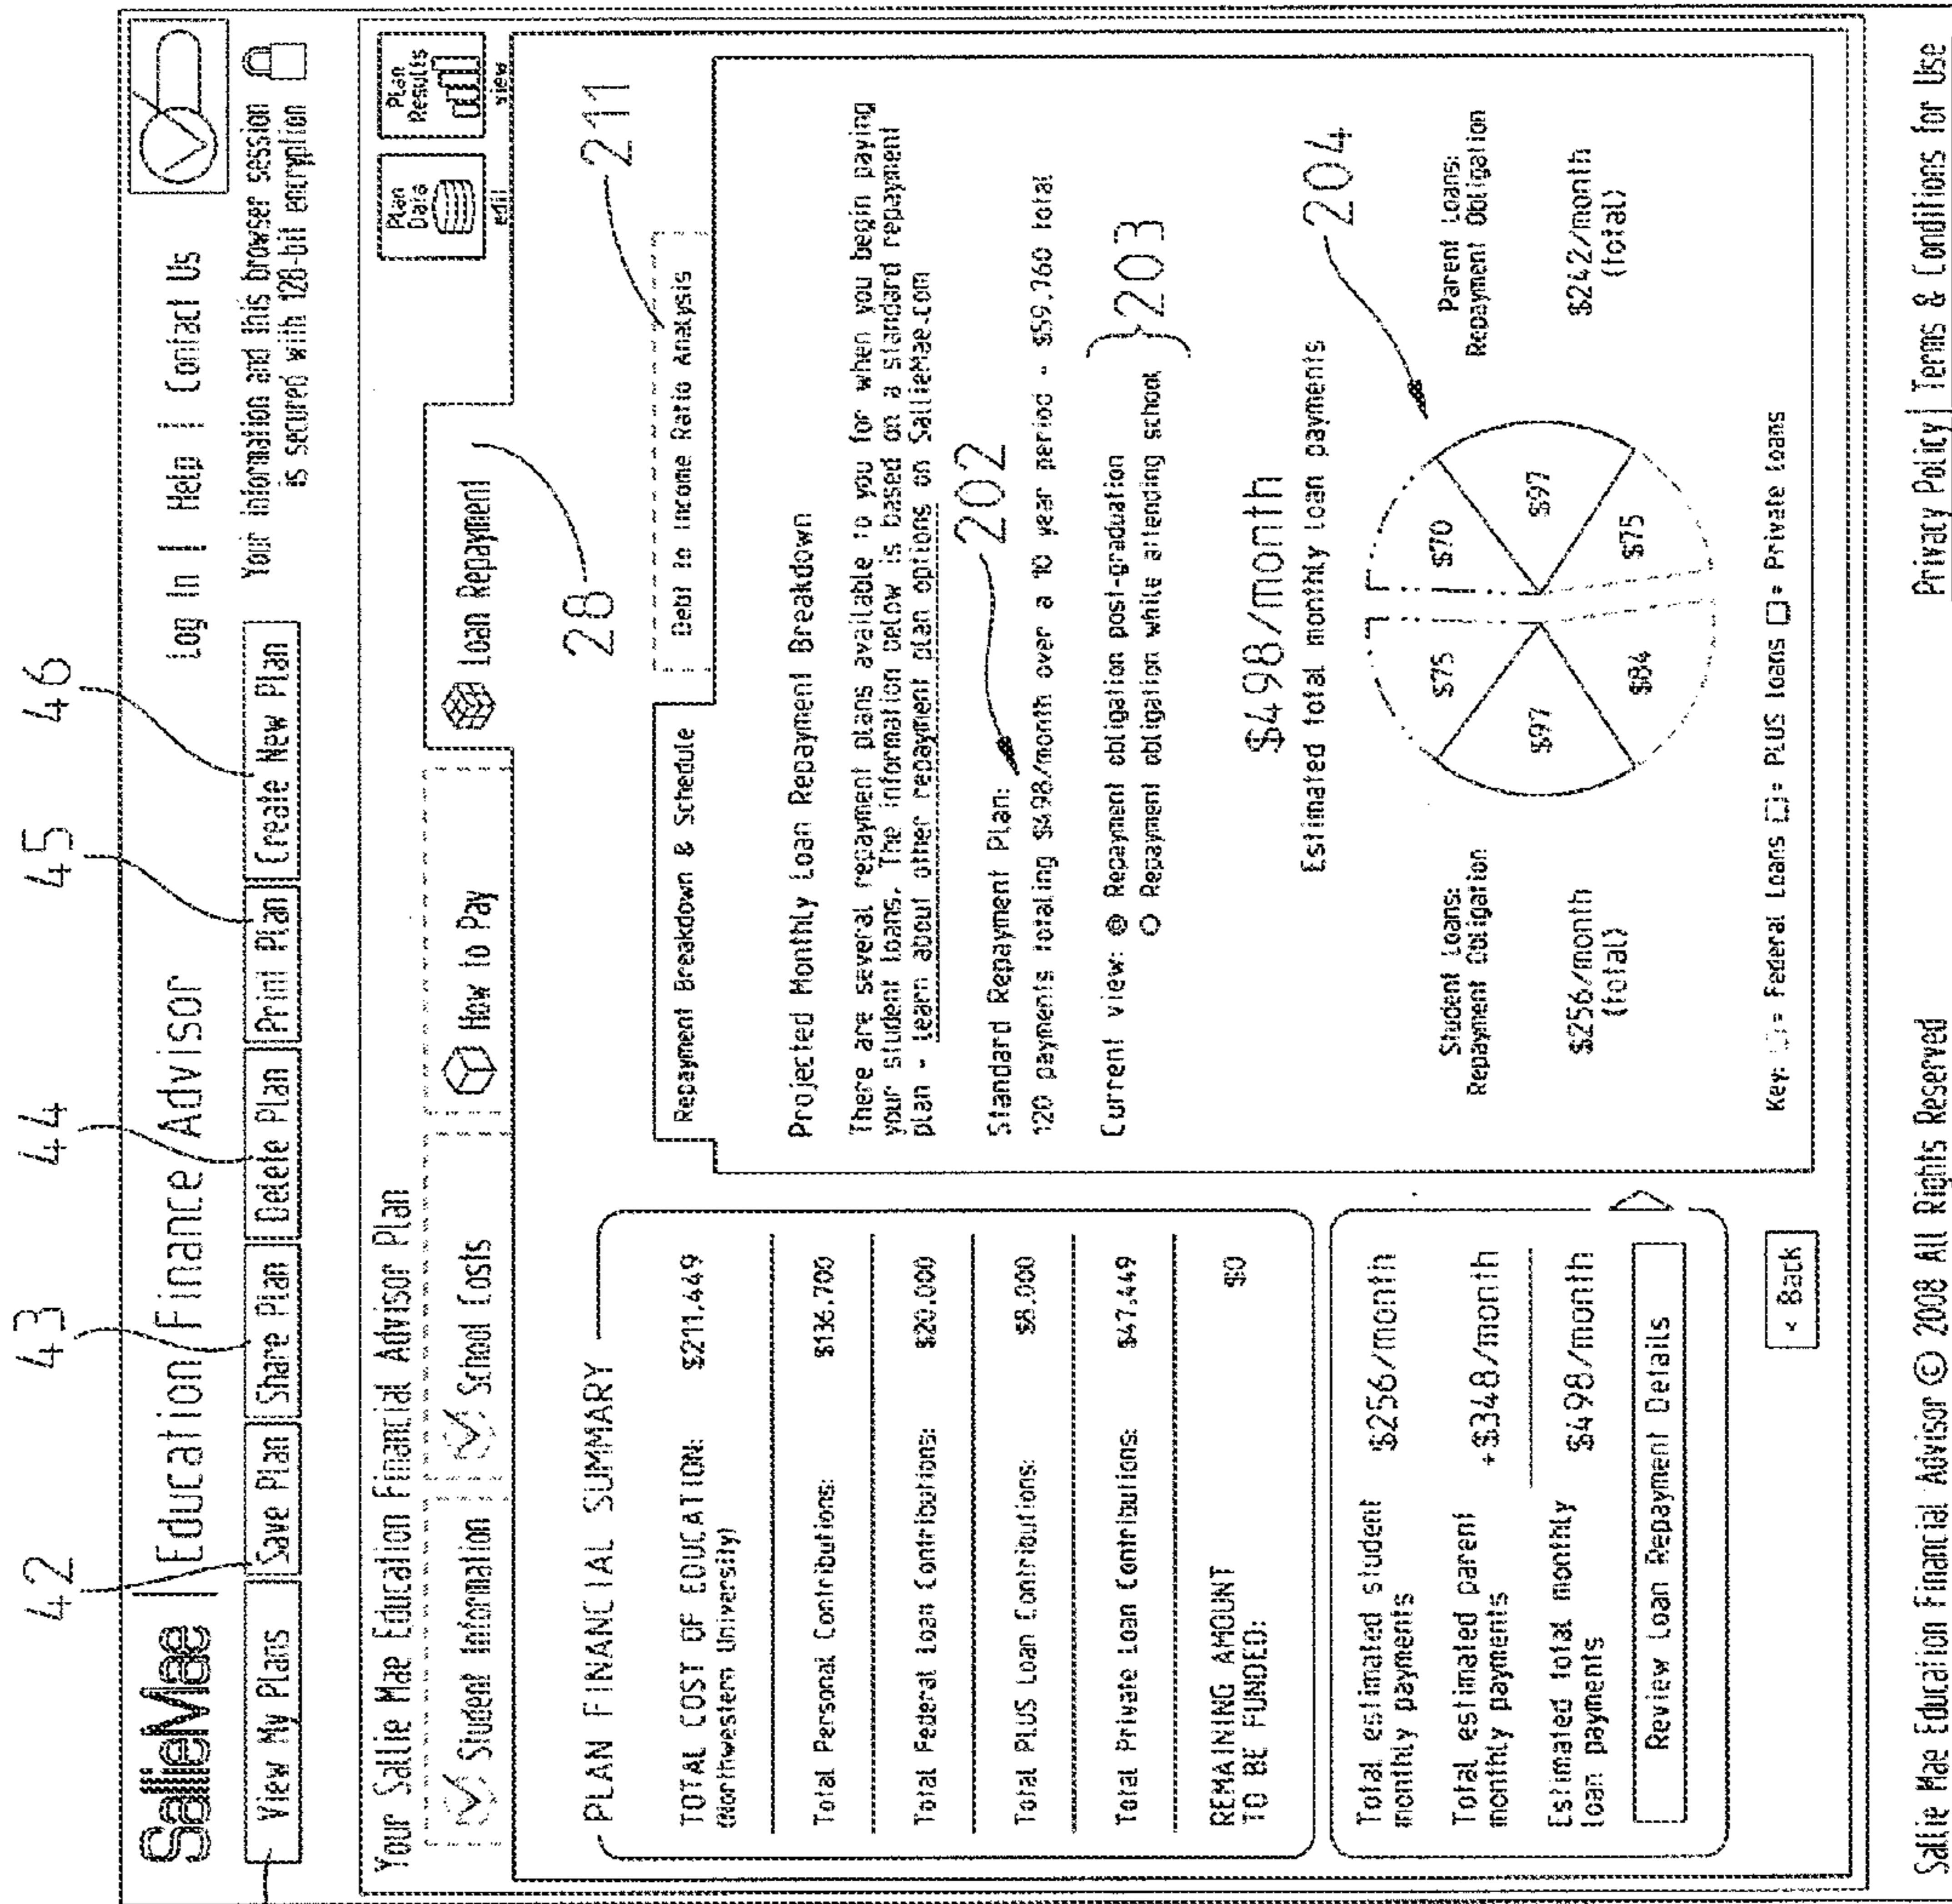 42
43
44
45
46
SallieMae | Education Finance Advisor
Log In | Help | Contact Us
View My Plans
Save Plan
Share Plan
Delete Plan
Print Plan
Create New Plan
Your information and this browser session
is secured with 128-bit encryption
Your Sallie Mae Education Financial Advisor Plan
Student Information
School Costs
How to Pay
Loan Repayment
Plan
Data
edit
Plan
Results
view
28
211
PLAN FINANCIAL SUMMARY
TOTAL COST OF EDUCATION: $211,449
(Northwestern University)
Total Personal Contributions: $136,700
Total Federal Loan Contributions: $20,000
Total PLUS Loan Contributions: $8,000
Total Private Loan Contributions: $47,449
REMAINING AMOUNT
TO BE FUNDED: $0
Total estimated student
monthly payments $256/month
Total estimated parent
monthly payments +$348/month
Estimated total monthly
loan payments $498/month
Review Loan Repayment Details
< Back
Repayment Breakdown & Schedule
Debt to Income Ratio Analysis
Projected Monthly Loan Repayment Breakdown
There are several repayment plans available to you for when you begin paying
your student loans. The information below is based on a standard repayment
plan - Learn about other repayment plan options on SallieMae.com
202
Standard Repayment Plan:
120 payments totaling $498/month over a 10 year period - $59,760 total
Current view: Repayment obligation post-graduation
Repayment obligation while attending school
203
$498/month
Estimated total monthly loan payments
204
Student Loans:
Repayment Obligation
$256/month
(total)
$75
$97
$84
$70
$97
$75
Parent Loans:
Repayment Obligation
$242/month
(total)
Key: = Federal Loans = PLUS loans = Private loans
Sallie Mae Education Financial Advisor © 2008 All Rights Reserved
Privacy Policy | Terms & Conditions for Use